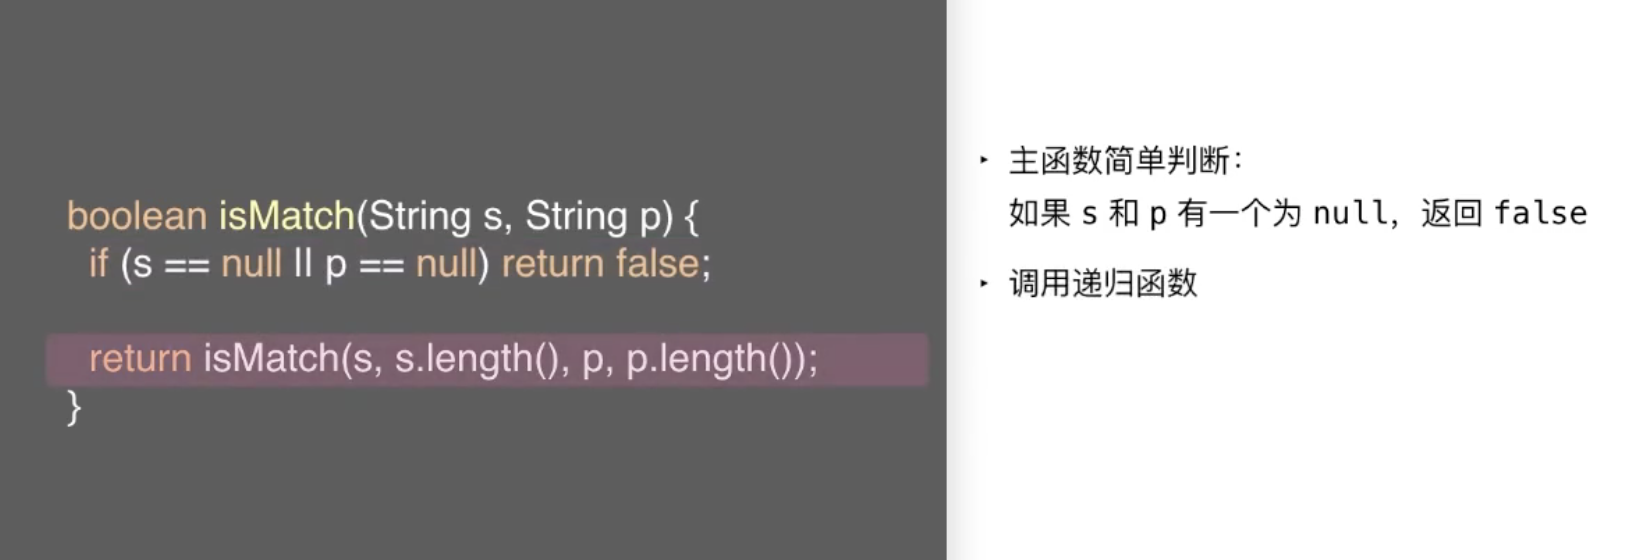 boolean isMatch(String s, String p) {
if (s == null || p == null) return false;
return isMatch(s, s.length(), p, p.length());
}
‣ 主函数简单判断:
如果 s 和 p 有一个为 null, 返回 false
‣ 调用递归函数